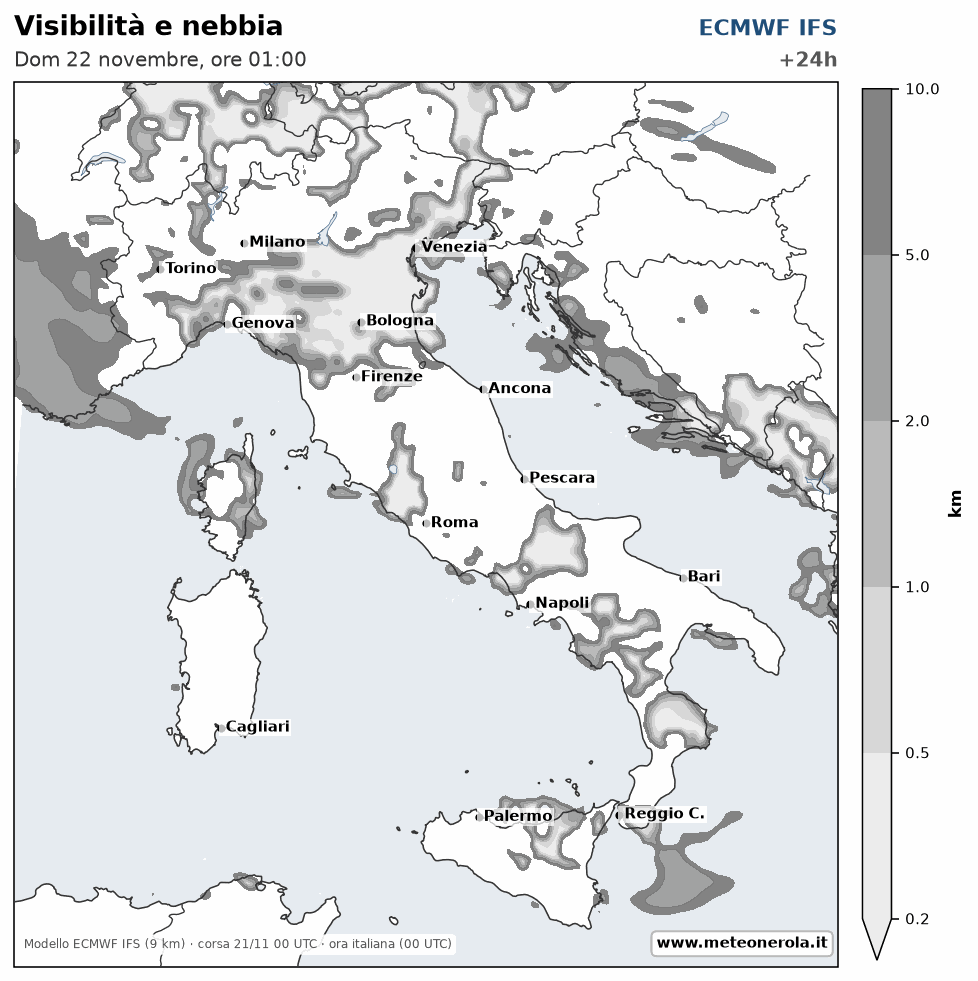 Visibilità e nebbia
ECMWF IFS
Dom 22 novembre, ore 01:00
+24h
10.0
5.0
2.0
1.0
0.5
0.2
km
Milano
Venezia
Torino
Genova
Bologna
Firenze
Ancona
Pescara
Roma
Bari
Napoli
Cagliari
Palermo
Reggio C.
Modello ECMWF IFS (9 km) · corsa 21/11 00 UTC · ora italiana (00 UTC)
www.meteonerola.it